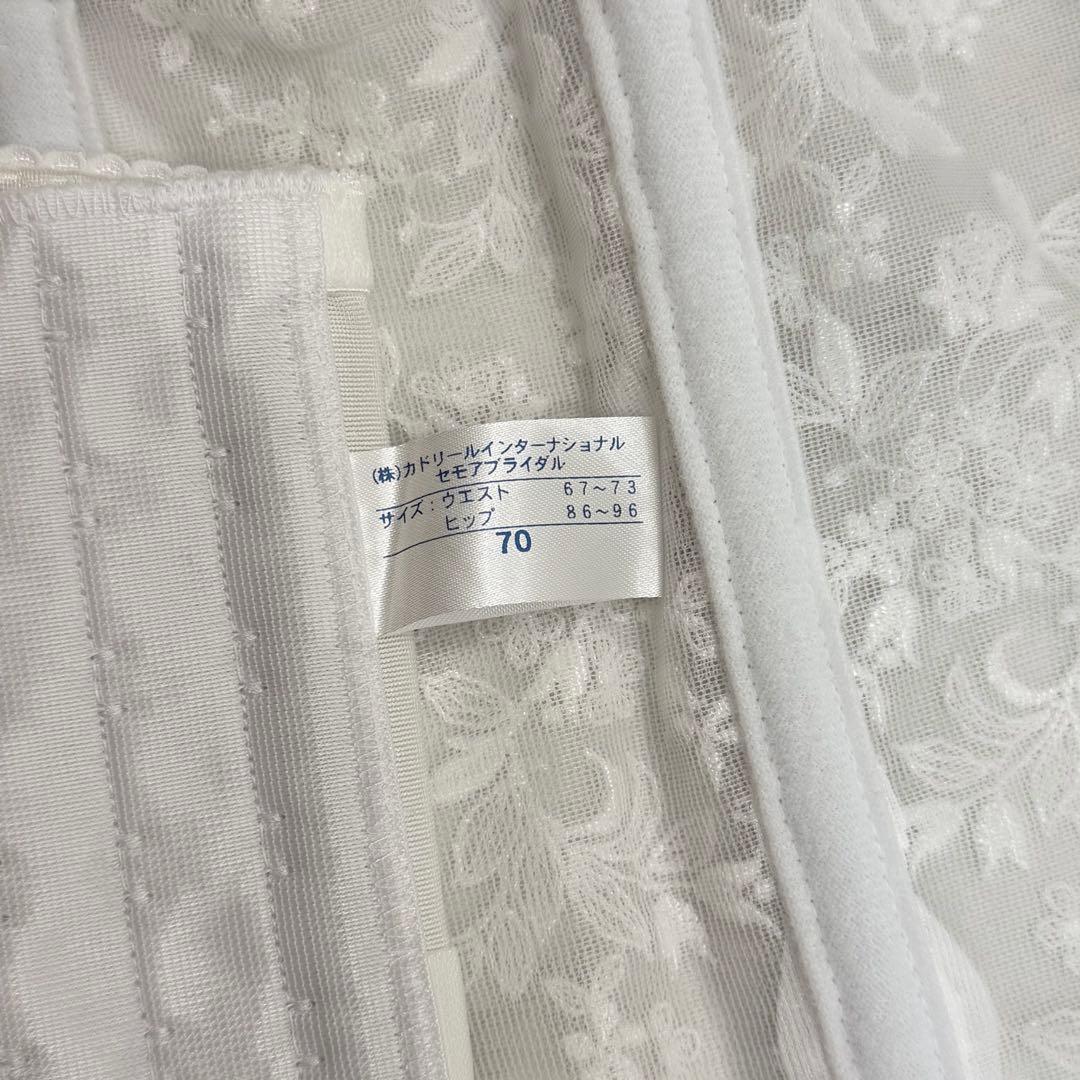 (株)カドリールインターナショナル
セモアブライダル
サイズ：ウエスト 67～73
ヒップ 86～96
70